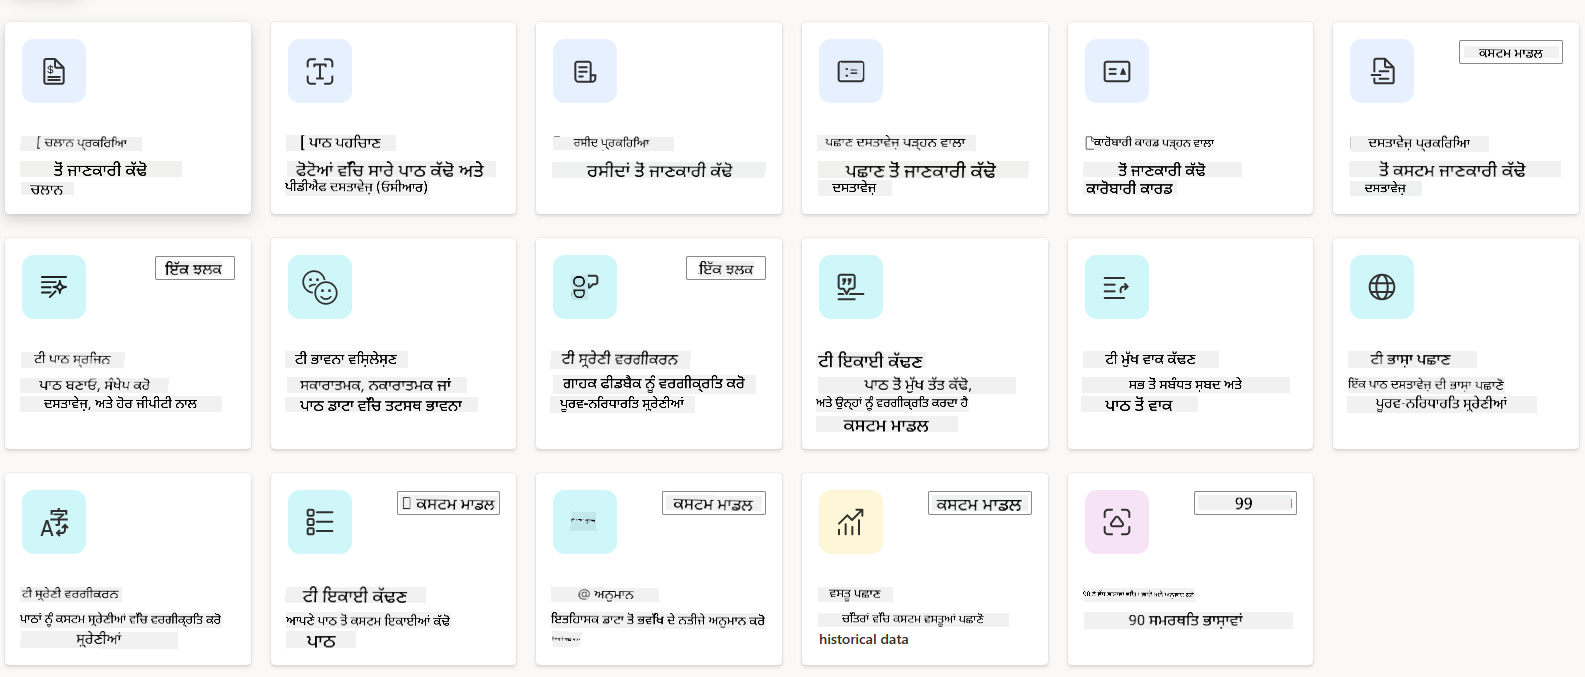 ਚਲਾਨ ਪ੍ਰਕਰਿਆ
ਤੋਂ ਜਾਣਕਾਰੀ ਕੱਢੋ
ਚਲਾਨ
[ ਪਾਠ ਪਹਚਿਾਣ
ਫੋਟੋਆਂ ਵੱਚਿ ਸਾਰੇ ਪਾਠ ਕੱਢੋ ਅਤੇ
ਪੀਡੀਐਫ ਦਸਤਾਵੇਜ਼ (ਓਸੀਆਰ)
ਰਸੀਦ ਪ੍ਰਕਰਿਆ
ਰਸੀਦਾਂ ਤੋਂ ਜਾਣਕਾਰੀ ਕੱਢੋ
ਪਛਾਣ ਦਸਤਾਵੇਜ਼ ਪੜ੍ਹਨ ਵਾਲਾ
ਪਛਾਣ ਤੋਂ ਜਾਣਕਾਰੀ ਕੱਢੋ
ਦਸਤਾਵੇਜ਼
ਕਾਰੋਬਾਰੀ ਕਾਰਡ ਪੜ੍ਹਨ ਵਾਲਾ
ਤੋਂ ਜਾਣਕਾਰੀ ਕੱਢੋ
ਕਾਰੋਬਾਰੀ ਕਾਰਡ
ਕਸਟਮ ਮਾਡਲ
ਦਸਤਾਵੇਜ਼ ਪ੍ਰਕਰਿਆ
ਤੋਂ ਕਸਟਮ ਜਾਣਕਾਰੀ ਕੱਢੋ
ਦਸਤਾਵੇਜ਼
ਇੱਕ ਝਲਕ
ਟੀ ਪਾਠ ਸ੍ਰਜਿਨ
ਪਾਠ ਬਣਾਓ, ਸੰਖੇਪ ਕਰੋ
ਦਸਤਾਵੇਜ਼, ਅਤੇ ਹੋਰ ਜੀਪੀਟੀ ਨਾਲ
ਟੀ ਭਾਵਨਾ ਵਸ਼ਿਲੇਸ਼ਣ
ਸਕਾਰਾਤਮਕ, ਨਕਾਰਾਤਮਕ ਜਾਂ
ਪਾਠ ਡਾਟਾ ਵੱਚਿ ਤਟਸਥ ਭਾਵਨਾ
ਇੱਕ ਝਲਕ
ਟੀ ਸ਼੍ਰੇਣੀ ਵਰਗੀਕਰਨ
ਗਾਹਕ ਫੀਡਬੈਕ ਨੂੰ ਵਰਗੀਕ੍ਰਤਿ ਕਰੋ
ਪੂਰਵ-ਨਰਿਧਾਰਤਿ ਸ਼੍ਰੇਣੀਆਂ
ਟੀ ਇਕਾਈ ਕੱਢਣ
ਪਾਠ ਤੋਂ ਮੁੱਖ ਤੱਤ ਕੱਢੋ,
ਅਤੇ ਉਨ੍ਹਾਂ ਨੂੰ ਵਰਗੀਕ੍ਰਤਿ ਕਰਦਾ ਹੈ
ਕਸਟਮ ਮਾਡਲ
ਟੀ ਮੁੱਖ ਵਾਕ ਕੱਢਣ
ਸਭ ਤੋਂ ਸਬੰਧਤ ਸ਼ਬਦ ਅਤੇ
ਪਾਠ ਤੋਂ ਵਾਕ
ਟੀ ਭਾਸ਼ਾ ਪਛਾਣ
ਇੱਕ ਪਾਠ ਦਸਤਾਵੇਜ਼ ਦੀ ਭਾਸ਼ਾ ਪਛਾਣੋ
ਪੂਰਵ-ਨਰਿਧਾਰਤਿ ਸ਼੍ਰੇਣੀਆਂ
ਟੀ ਸ਼੍ਰੇਣੀ ਵਰਗੀਕਰਨ
ਪਾਠਾਂ ਨੂੰ ਕਸਟਮ ਸ਼੍ਰੇਣੀਆਂ ਵੱਚਿ ਵਰਗੀਕ੍ਰਤਿ ਕਰੋ
ਸ਼੍ਰੇਣੀਆਂ
ਕਸਟਮ ਮਾਡਲ
ਟੀ ਇਕਾਈ ਕੱਢਣ
ਆਪਣੇ ਪਾਠ ਤੋਂ ਕਸਟਮ ਇਕਾਈਆਂ ਕੱਢੋ
ਪਾਠ
ਕਸਟਮ ਮਾਡਲ
@ ਅਨੁਮਾਨ
ਇਤਹਿਾਸਕ ਡਾਟਾ ਤੋਂ ਭਵੱਖਿ ਦੇ ਨਤੀਜੇ ਅਨੁਮਾਨ ਕਰੋ
ਕਸਟਮ ਮਾਡਲ
ਵਸਤੂ ਪਛਾਣ
ਚੱਤਿਰਾਂ ਵੱਚਿ ਕਸਟਮ ਵਸਤੂਆਂ ਪਛਾਣੋ
historical data
99
90 ਸਮਰਥਤਿ ਭਾਸ਼ਾਵਾਂ